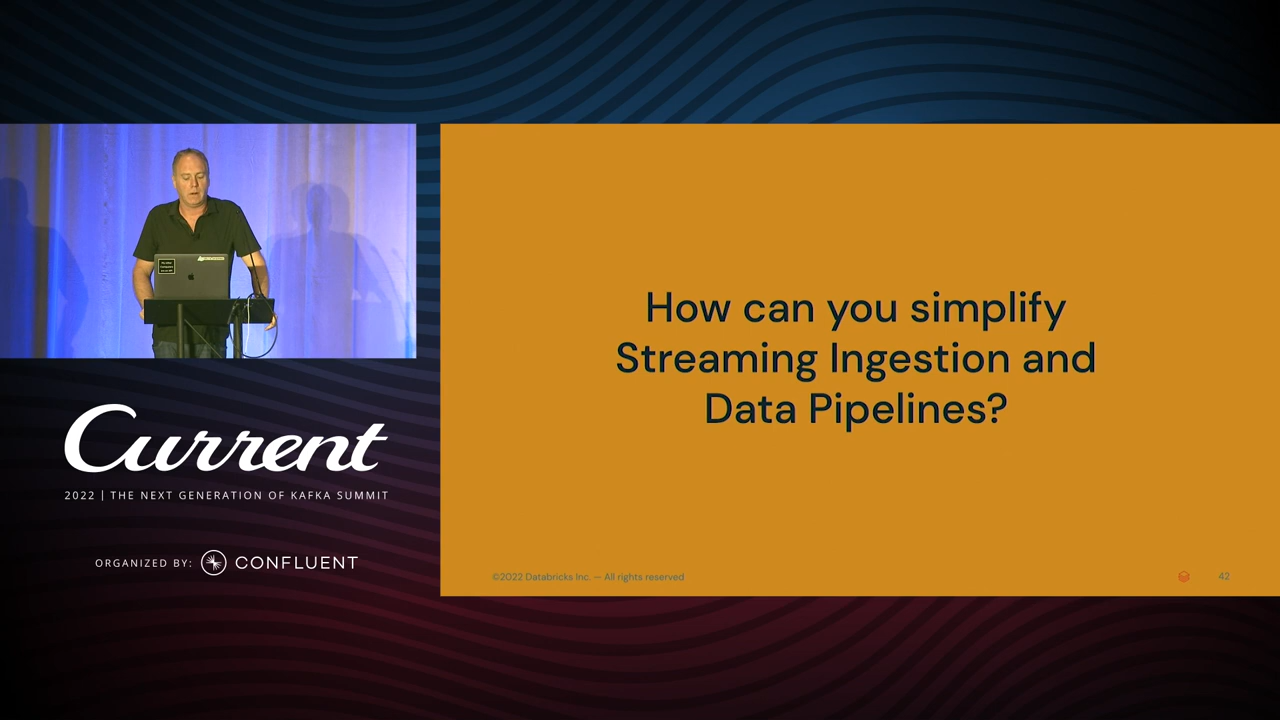 How can you simplify
Streaming Ingestion and
Data Pipelines?
©2022 Databricks Inc. — All rights reserved
42
Current
2022 | THE NEXT GENERATION OF KAFKA SUMMIT
ORGANIZED BY: CONFLUENT